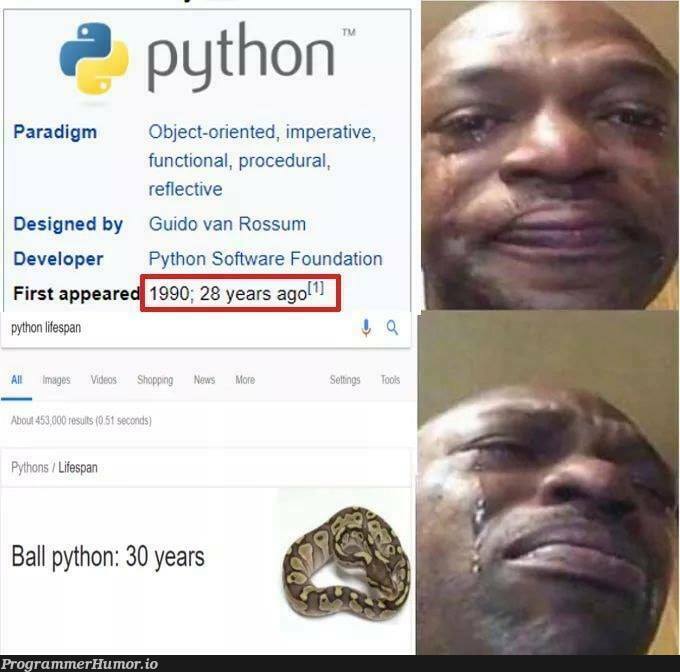 python™
Paradigm Object-oriented, imperative,
functional, procedural,
reflective
Designed by Guido van Rossum
Developer Python Software Foundation
First appeared 1990; 28 years ago[1]
python lifespan
All Images Videos Shopping News More Settings Tools
About 453,000 results (0.51 seconds)
Pythons / Lifespan
Ball python: 30 years
ProgrammerHumor.io